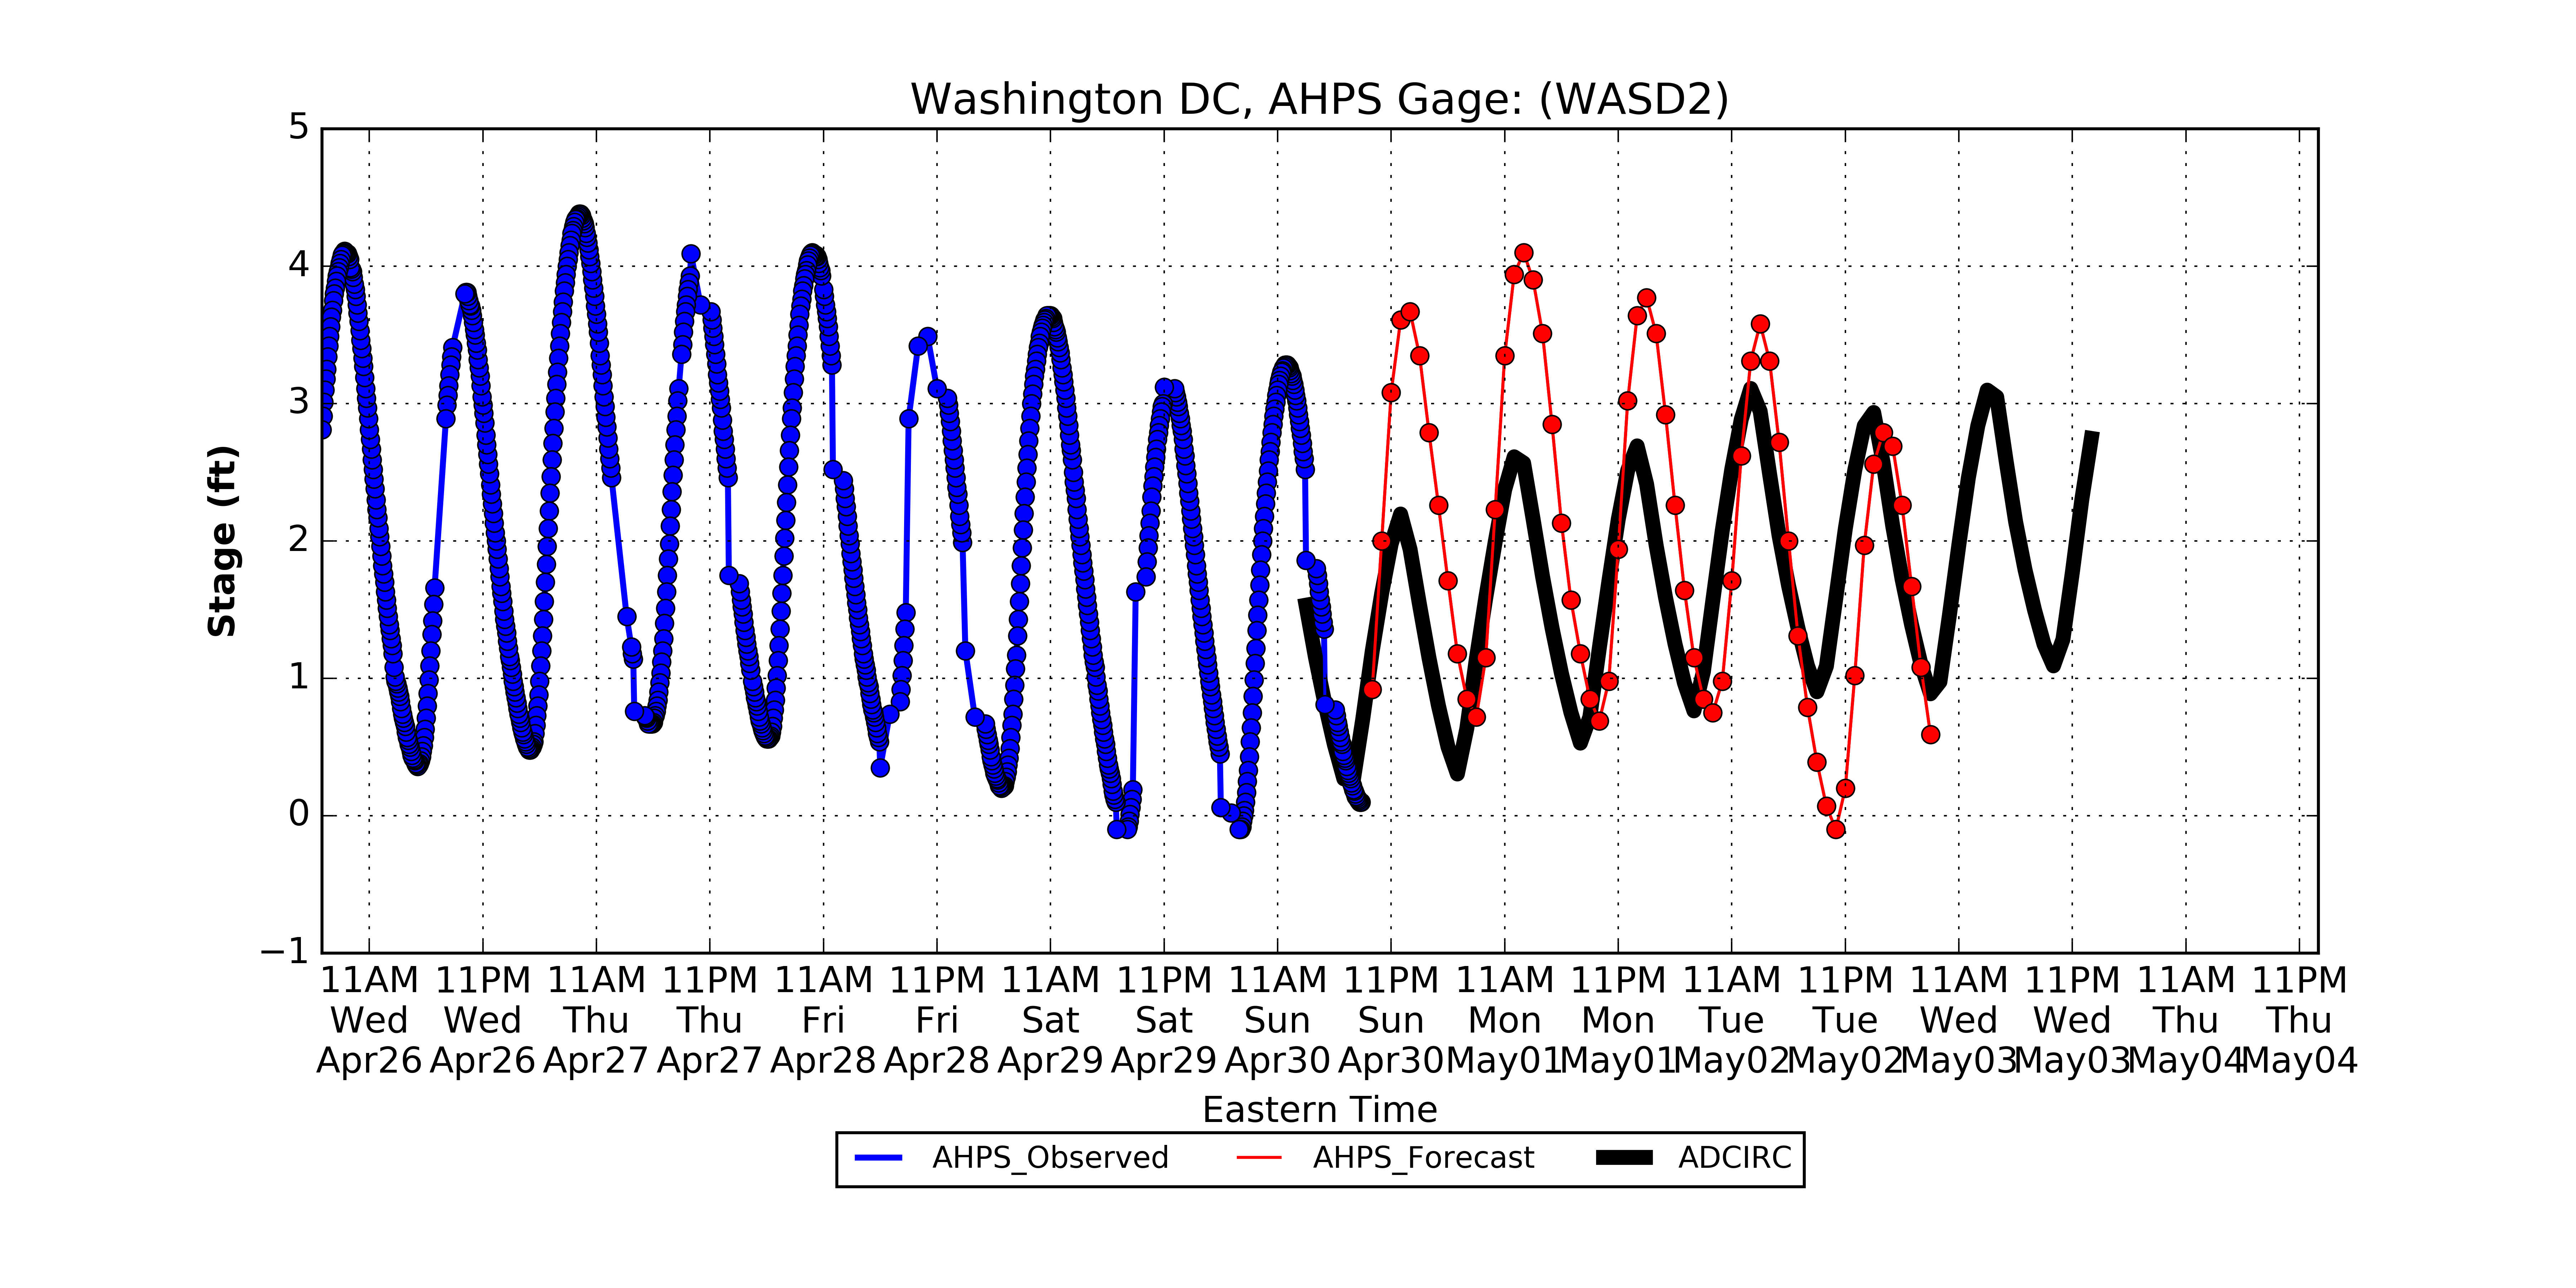 Washington DC, AHPS Gage: (WASD2)
5
4
3
2
1
0
−1
Stage (ft)
11AM 11PM 11AM 11PM 11AM 11PM 11AM 11PM 11AM 11PM 11AM 11PM 11AM 11PM 11AM 11PM 11AM 11PM
Wed Wed Thu Thu Fri Fri Sat Sat Sun Sun Mon Mon Tue Tue Wed Wed Thu Thu
Apr26 Apr26 Apr27 Apr27 Apr28 Apr28 Apr29 Apr29 Apr30 Apr30 May01 May01 May02 May02 May03 May03 May04 May04
Eastern Time
AHPS_Observed AHPS_Forecast ADCIRC